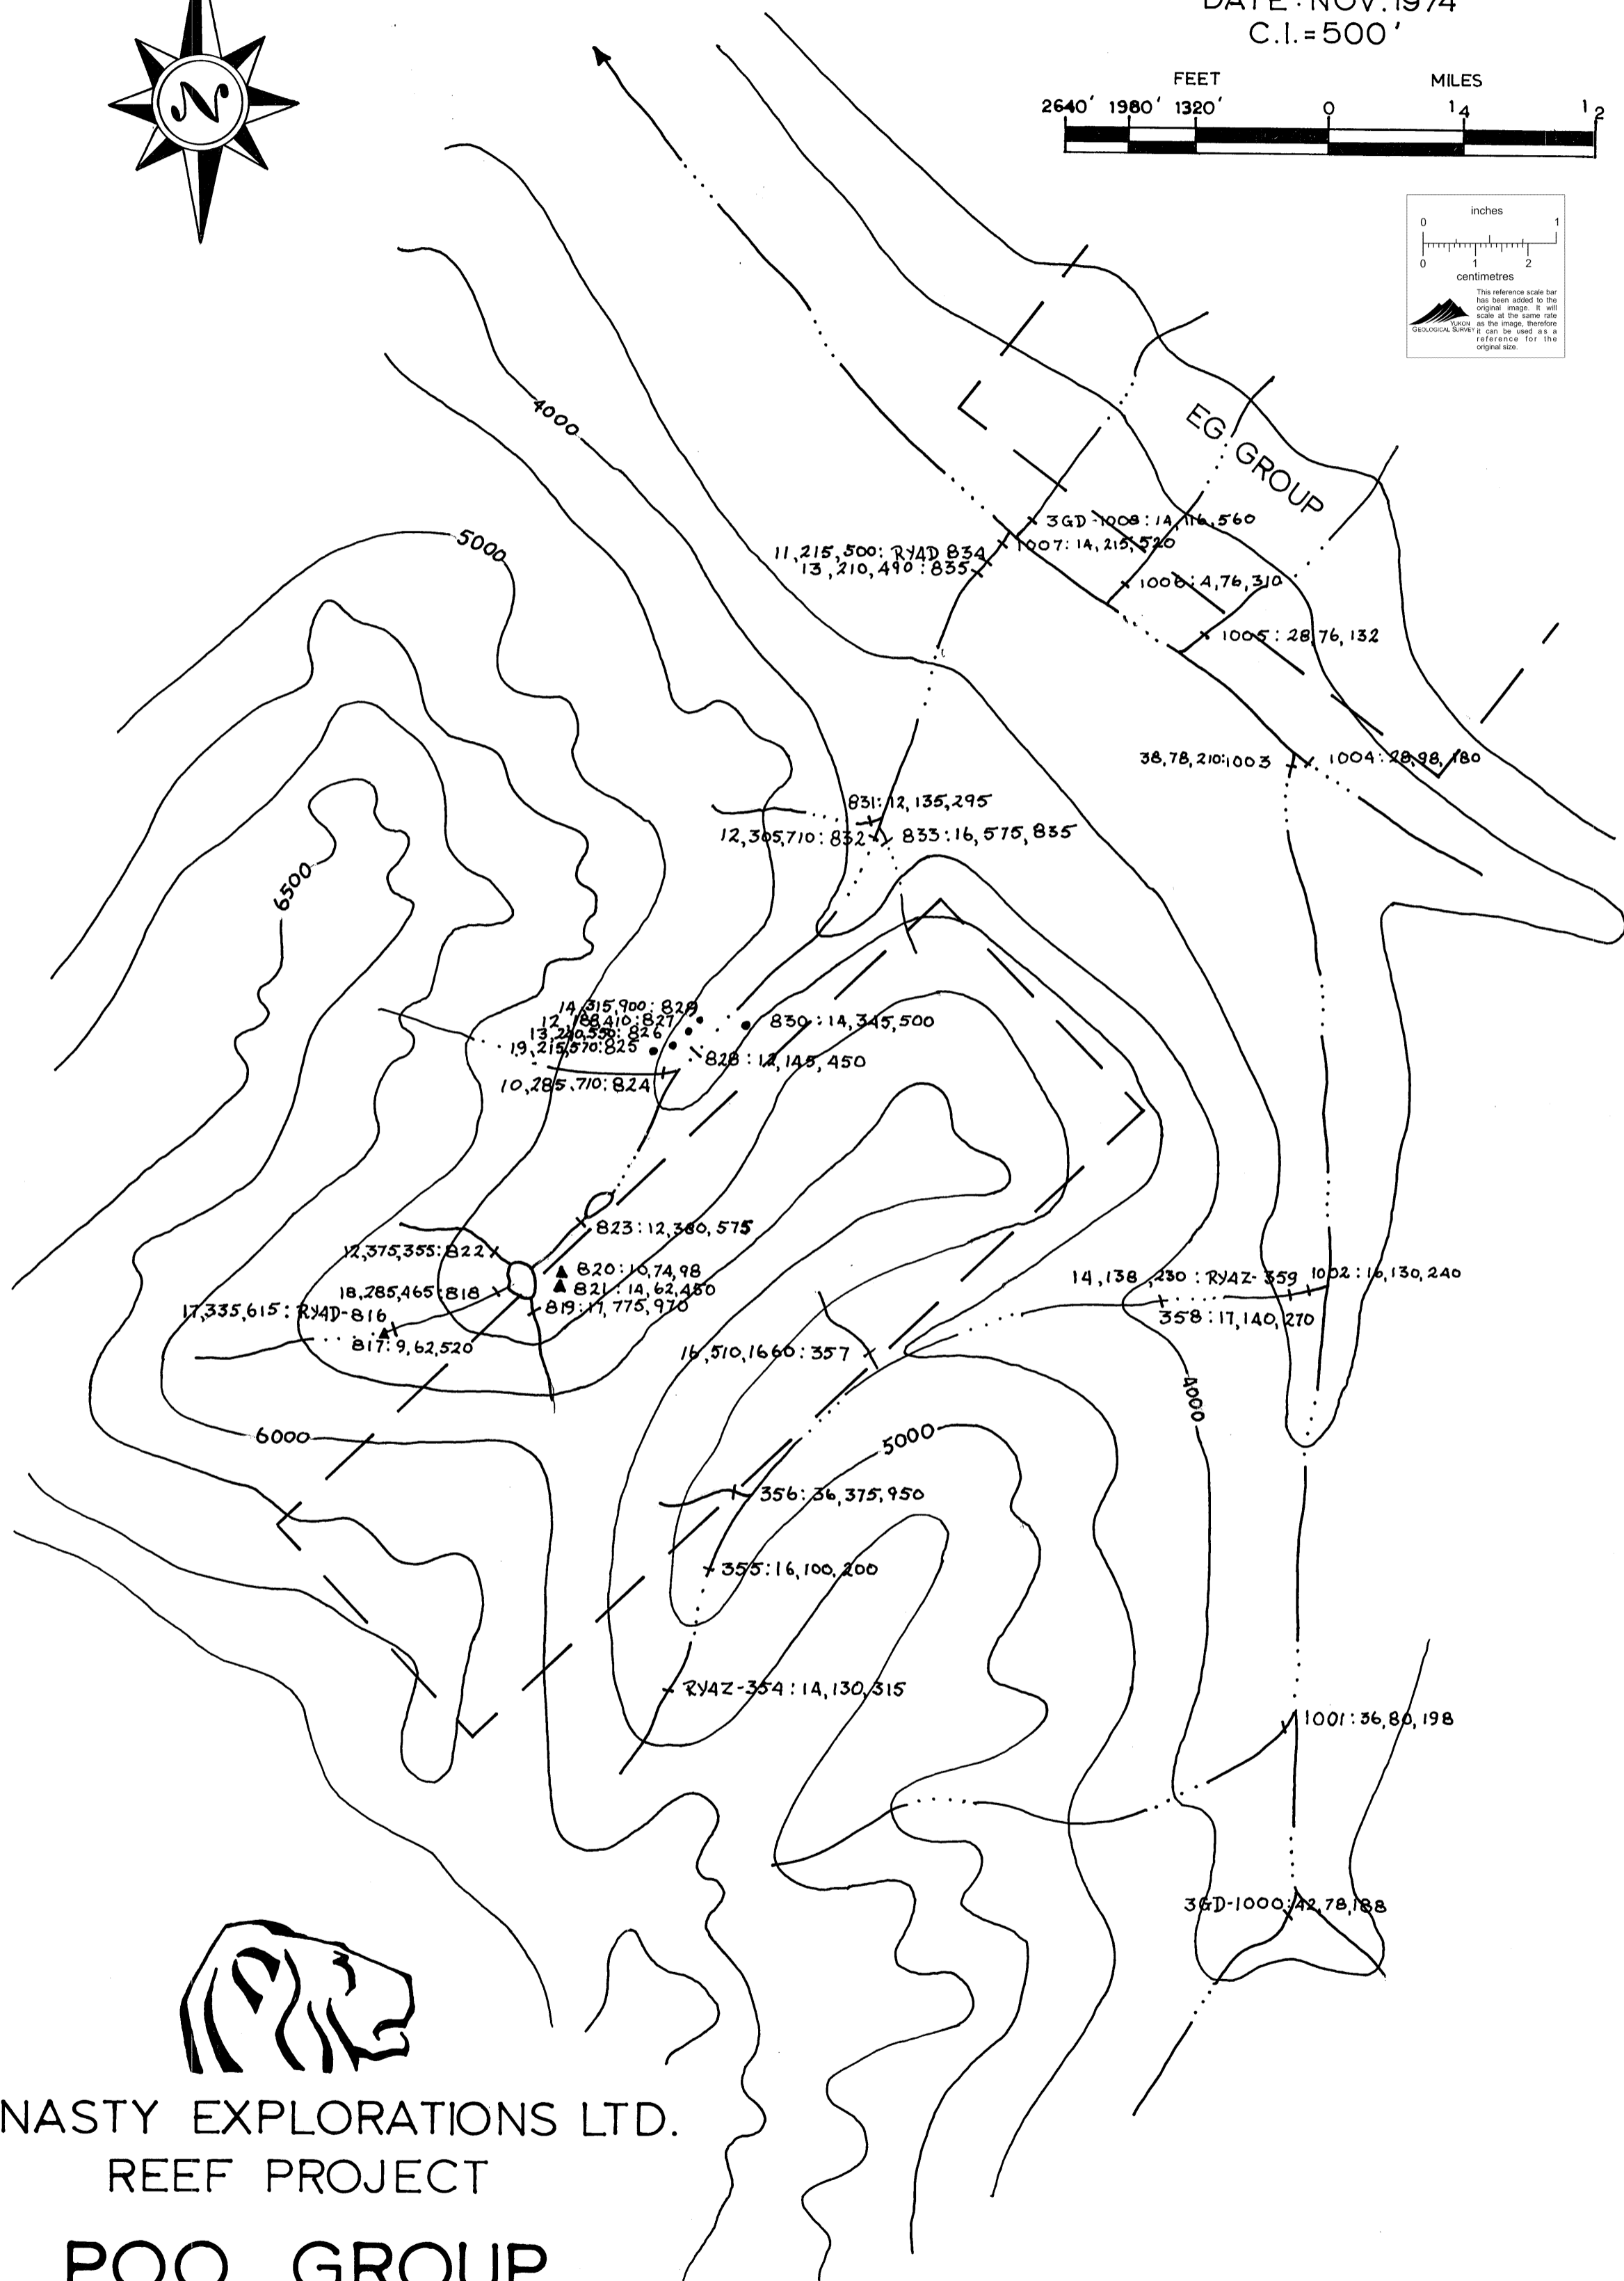 DATE : NOV. 1974
C.I. = 500'
FEET MILES
2640' 1980' 1320' 0 1 4 1 2
inches
0 1
0 1 2
centimetres
This reference scale bar
has been added to the
original image. It will
scale at the same rate
as the image, therefore
it can be used as a
reference for the
original size.
YUKON
GEOLOGICAL SURVEY
N
4000
EG GROUP
5000
3GD-1008:14,116,560
11,215,500: RYAD 834
1007:14,215,520
13,210,490:835
1006:4,76,310
1005:28,76,132
38,78,210:1003
1004:28,98,180
831:12,135,295
12,305,710:832
833:16,575,835
6500
14,315,900:829
12,188,410:827
830:14,345,500
13,240,550:826
19,215,570:825
828:12,145,450
10,285,710:824
823:12,380,575
12,375,355:822
820:10,74,98
14,138,230: RYAZ-359
1002:16,130,240
18,285,465:818
821:14,62,450
17,335,615: RYAD-816
819:17,775,970
358:17,140,270
817:9,62,520
16,510,1660:357
4000
6000
5000
356:36,375,950
355:16,100,200
RYAZ-354:14,130,315
1001:36,80,198
3GD-1000:42,78,188
NASTY EXPLORATIONS LTD.
REEF PROJECT
POO GROUP